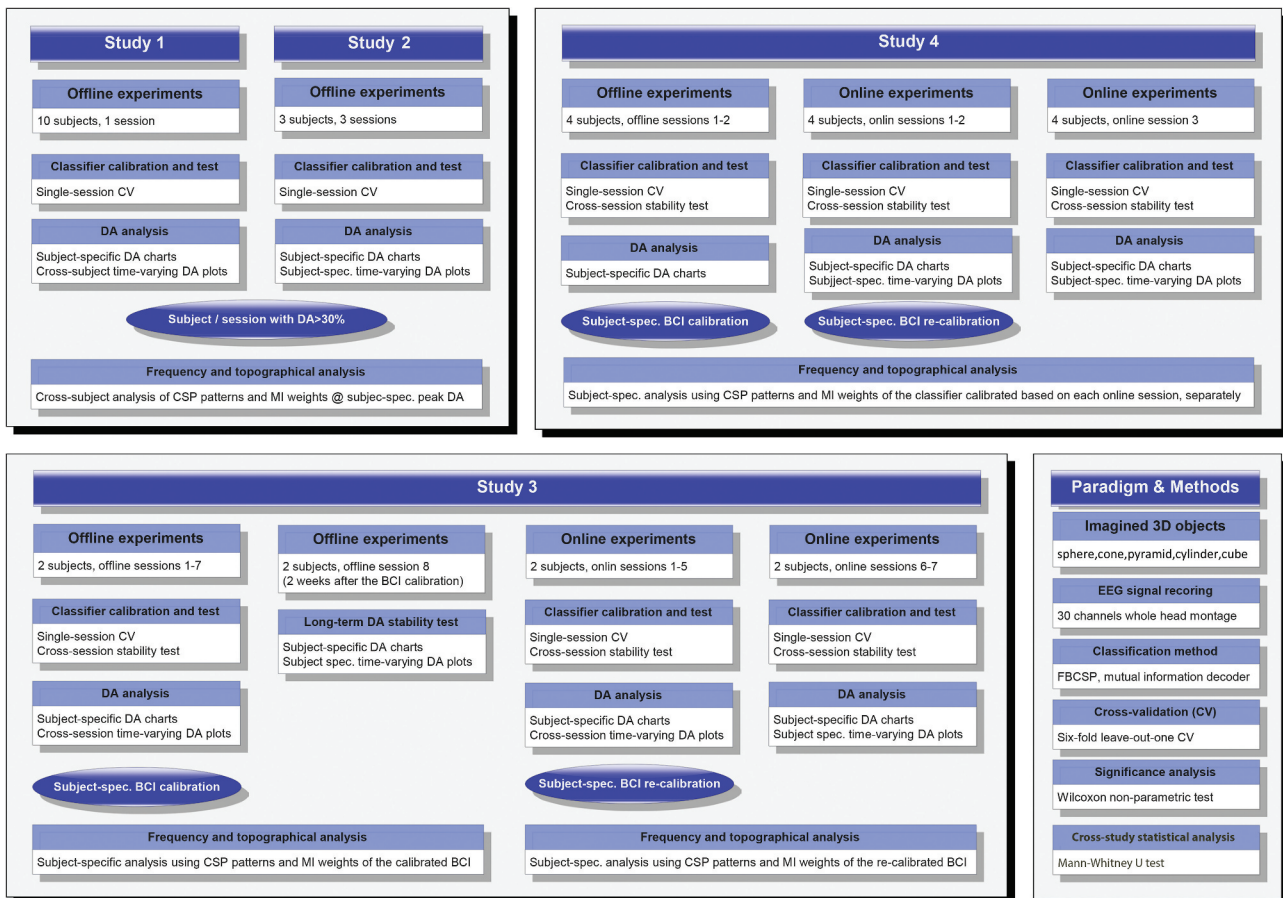 Study 1
Offline experiments
10 subjects, 1 session
Classifier calibration and test
Single-session CV
DA analysis
Subject-specific DA charts
Cross-subject time-varying DA plots
Study 2
Offline experiments
3 subjects, 3 sessions
Classifier calibration and test
Single-session CV
DA analysis
Subject-specific DA charts
Subject-spec. time-varying DA plots
Subject / session with DA>30%
Frequency and topographical analysis
Cross-subject analysis of CSP patterns and MI weights @ subjec-spec. peak DA
Study 4
Offline experiments
4 subjects, offline sessions 1-2
Classifier calibration and test
Single-session CV
Cross-session stability test
DA analysis
Subject-specific DA charts
Subject-spec. BCI calibration
Online experiments
4 subjects, onlin sessions 1-2
Classifier calibration and test
Single-session CV
Cross-session stability test
DA analysis
Subject-specific DA charts
Subjject-spec. time-varying DA plots
Subject-spec. BCI re-calibration
Online experiments
4 subjects, online session 3
Classifier calibration and test
Single-session CV
Cross-session stability test
DA analysis
Subject-specific DA charts
Subject-spec. time-varying DA plots
Frequency and topographical analysis
Subject-spec. analysis using CSP patterns and MI weights of the classifier calibrated based on each online session, separately
Study 3
Offline experiments
2 subjects, offline sessions 1-7
Classifier calibration and test
Single-session CV
Cross-session stability test
DA analysis
Subject-specific DA charts
Cross-session time-varying DA plots
Subject-spec. BCI calibration
Offline experiments
2 subjects, offline session 8
(2 weeks after the BCI calibration)
Long-term DA stability test
Subject-specific DA charts
Subject spec. time-varying DA plots
Frequency and topographical analysis
Subject-specific analysis using CSP patterns and MI weights of the calibrated BCI
Online experiments
2 subjects, onlin sessions 1-5
Classifier calibration and test
Single-session CV
Cross-session stability test
DA analysis
Subject-specific DA charts
Cross-session time-varying DA plots
Subject-spec. BCI re-calibration
Online experiments
2 subjects, online sessions 6-7
Classifier calibration and test
Single-session CV
Cross-session stability test
DA analysis
Subject-specific DA charts
Subject spec. time-varying DA plots
Frequency and topographical analysis
Subject-spec. analysis using CSP patterns and MI weights of the re-calibrated BCI
Paradigm & Methods
Imagined 3D objects
sphere,cone,pyramid,cylinder,cube
EEG signal recoring
30 channels whole head montage
Classification method
FBCSP, mutual information decoder
Cross-validation (CV)
Six-fold leave-out-one CV
Significance analysis
Wilcoxon non-parametric test
Cross-study statistical analysis
Mann-Whitney U test